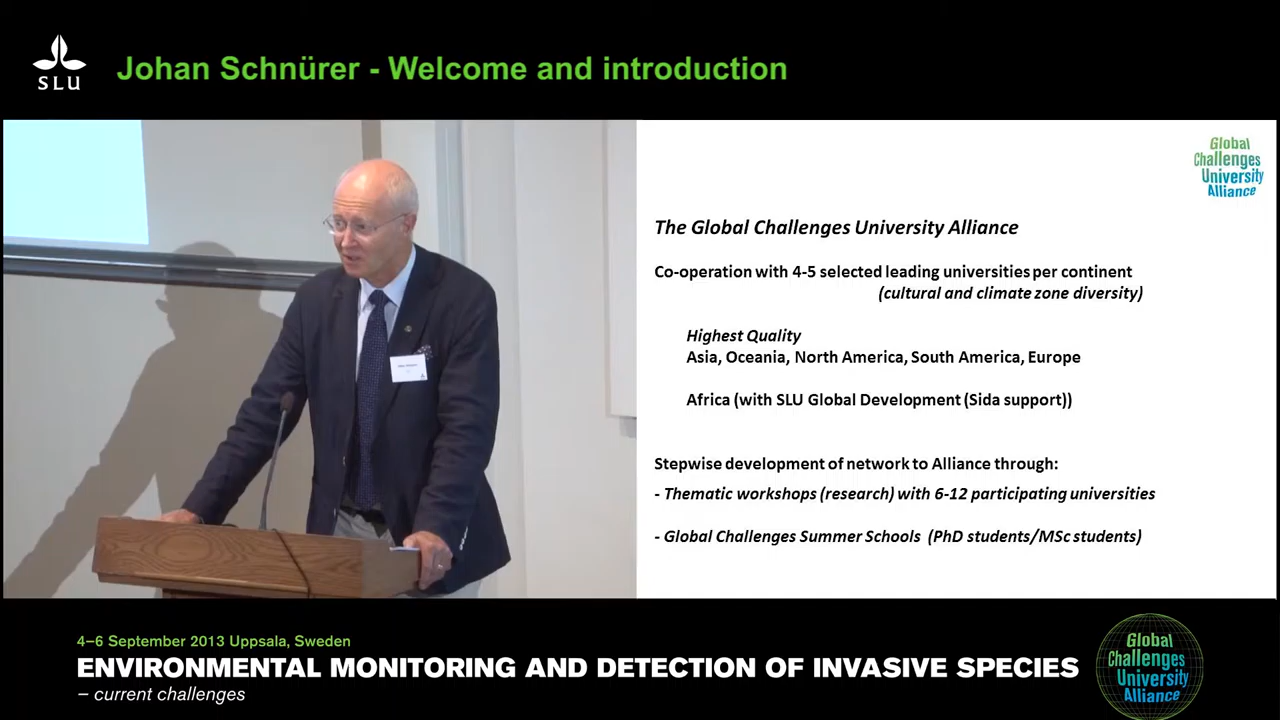 SLU
Johan Schnürer - Welcome and introduction
Global
Challenges
University
Alliance
The Global Challenges University Alliance
Co-operation with 4-5 selected leading universities per continent
(cultural and climate zone diversity)
Highest Quality
Asia, Oceania, North America, South America, Europe
Africa (with SLU Global Development (Sida support))
Stepwise development of network to Alliance through:
- Thematic workshops (research) with 6-12 participating universities
- Global Challenges Summer Schools (PhD students/MSc students)
4–6 September 2013 Uppsala, Sweden
ENVIRONMENTAL MONITORING AND DETECTION OF INVASIVE SPECIES
– current challenges
Global
Challenges
University
Alliance